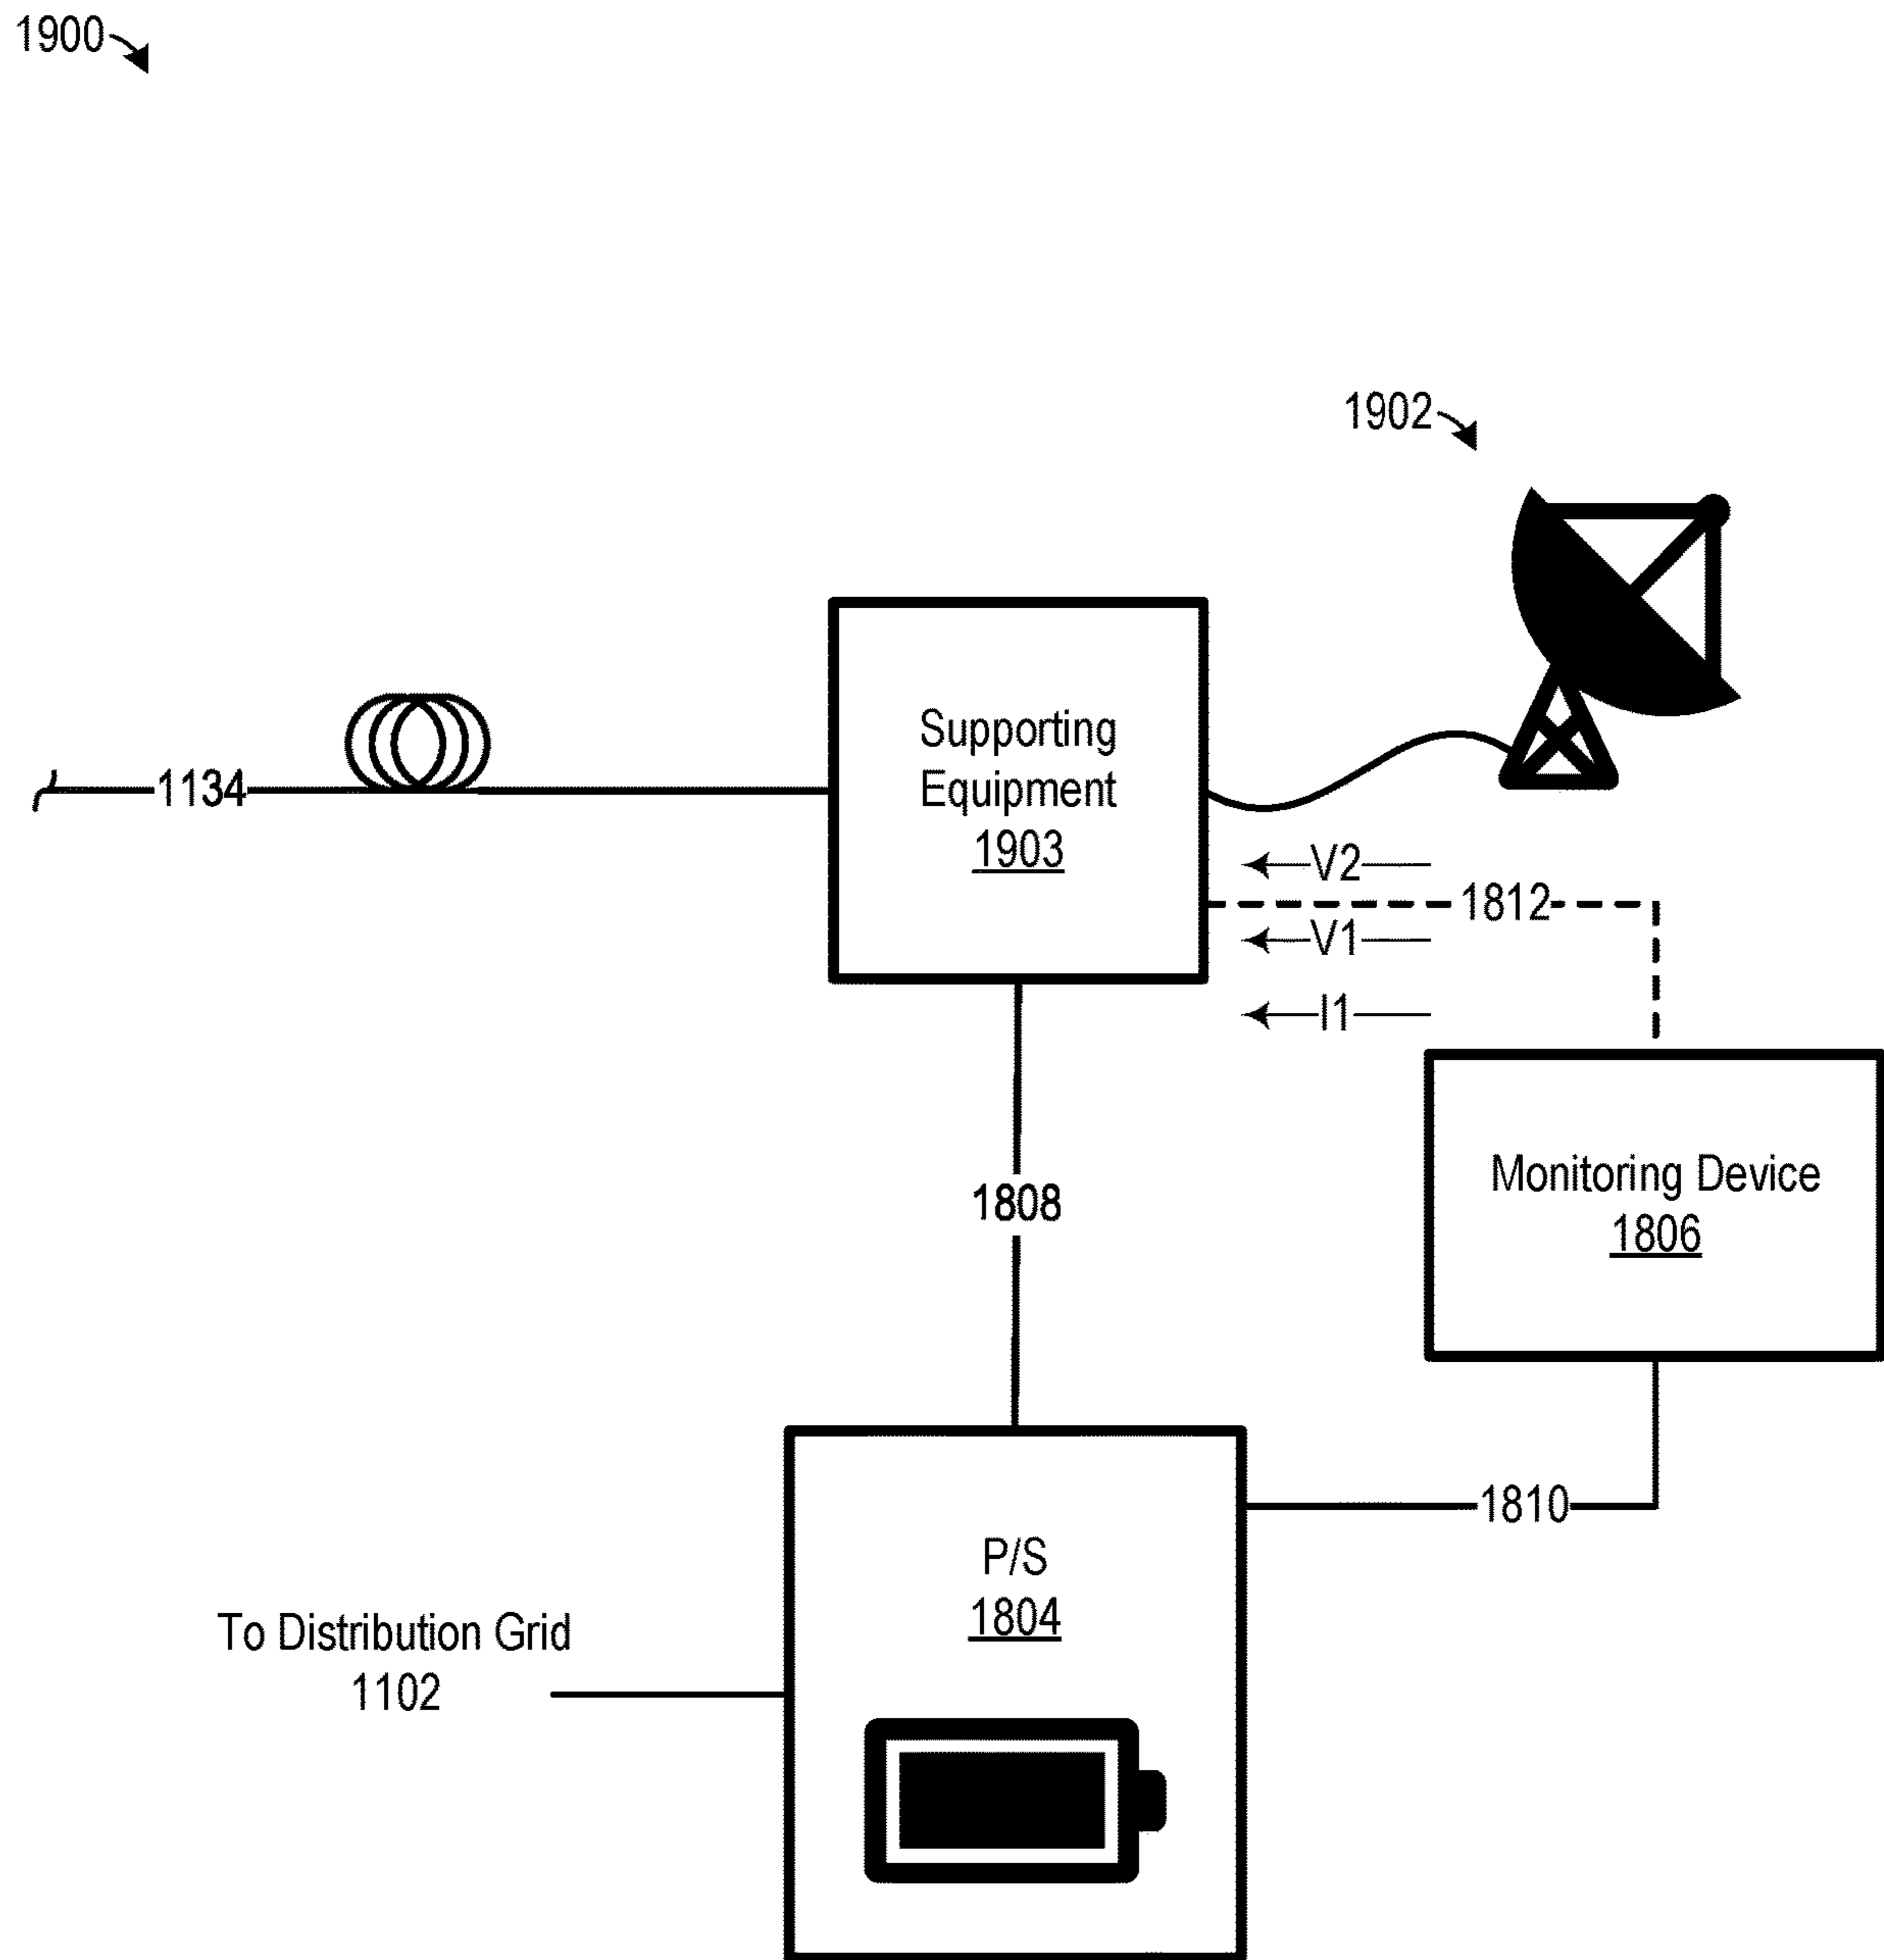 1900
1902
Supporting
Equipment
1903
1134
V2
1812
V1
I1
1808
Monitoring Device
1806
1810
P/S
1804
To Distribution Grid
1102